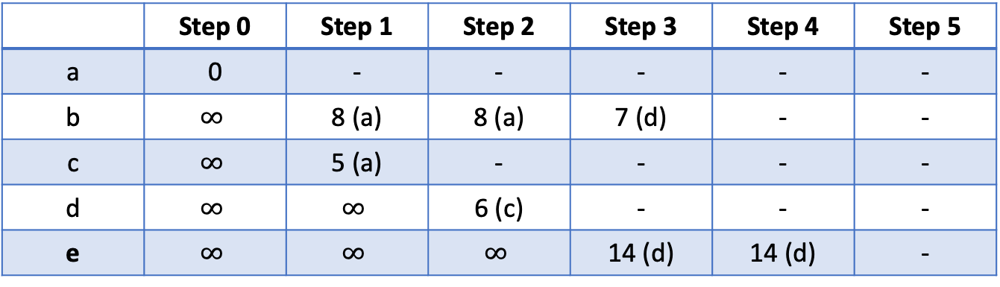 Step 0 Step 1 Step 2 Step 3 Step 4 Step 5
a 0 - - - - -
b ∞ 8 (a) 8 (a) 7 (d) - -
c ∞ 5 (a) - - - -
d ∞ ∞ 6 (c) - - -
e ∞ ∞ ∞ 14 (d) 14 (d) -